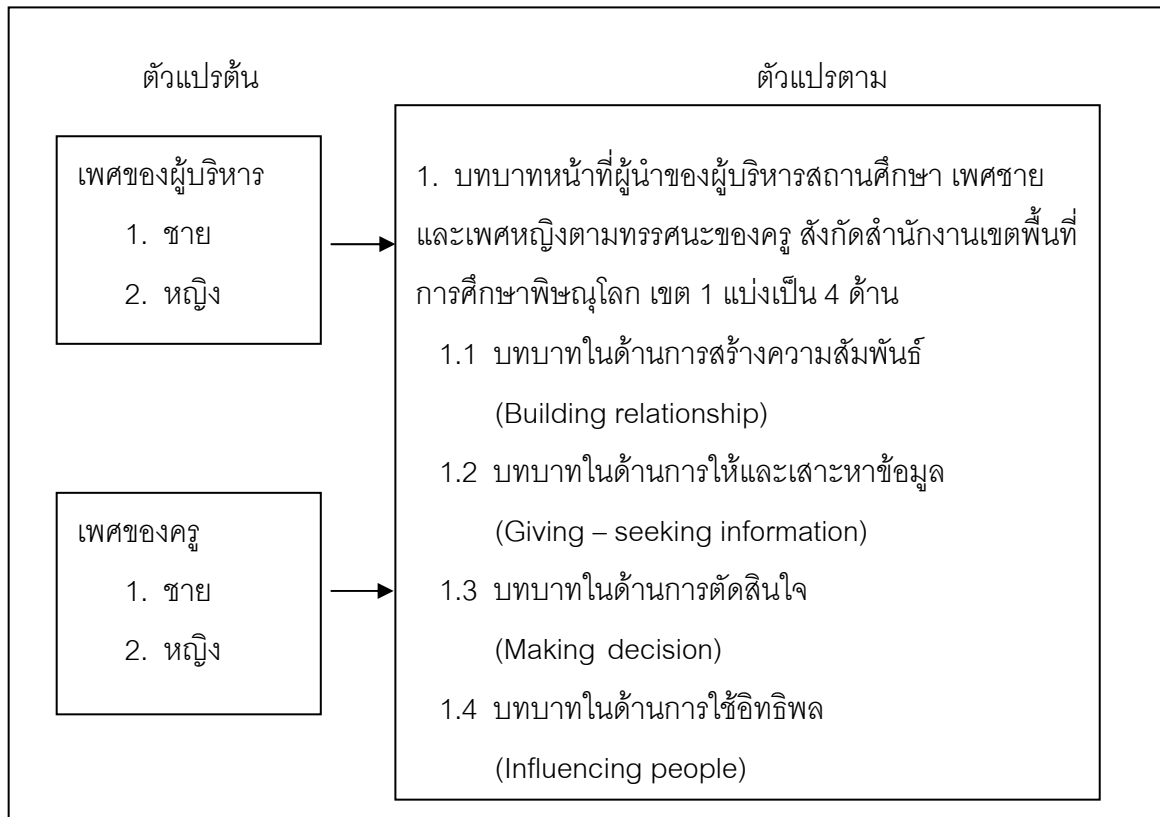 ตัวแปรต้น
ตัวแปรตาม
เพศของผู้บริหาร
1. ชาย
2. หญิง
เพศของครู
1. ชาย
2. หญิง
1. บทบาทหน้าที่ผู้นำของผู้บริหารสถานศึกษา เพศชาย
และเพศหญิงตามทรรศนะของครู สังกัดสำนักงานเขตพื้นที่
การศึกษาพิษณุโลก เขต 1 แบ่งเป็น 4 ด้าน
1.1 บทบาทในด้านการสร้างความสัมพันธ์
(Building relationship)
1.2 บทบาทในด้านการให้และเสาะหาข้อมูล
(Giving – seeking information)
1.3 บทบาทในด้านการตัดสินใจ
(Making decision)
1.4 บทบาทในด้านการใช้อิทธิพล
(Influencing people)